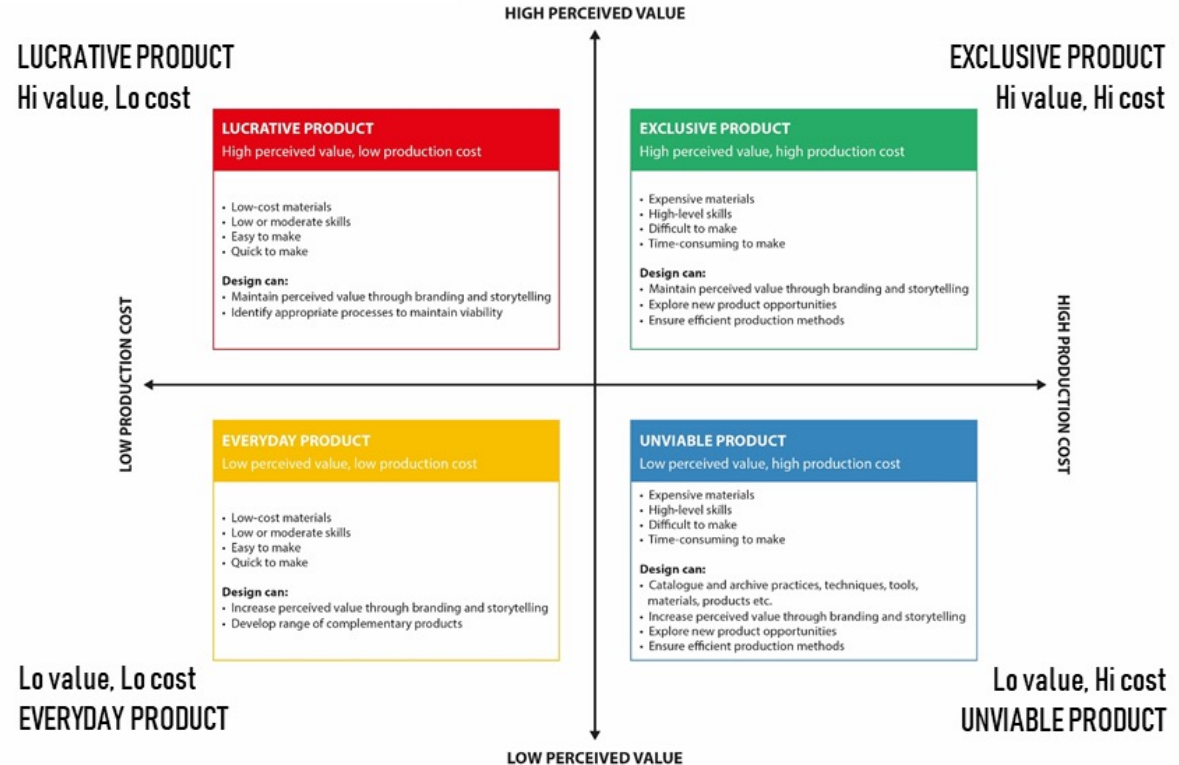 HIGH PERCEIVED VALUE
LUCRATIVE PRODUCT
Hi value, Lo cost
EXCLUSIVE PRODUCT
Hi value, Hi cost
LUCRATIVE PRODUCT
High perceived value, low production cost
• Low-cost materials
• Low or moderate skills
• Easy to make
• Quick to make
Design can:
• Maintain perceived value through branding and storytelling
• Identify appropriate processes to maintain viability
EXCLUSIVE PRODUCT
High perceived value, high production cost
• Expensive materials
• High-level skills
• Difficult to make
• Time-consuming to make
Design can:
• Maintain perceived value through branding and storytelling
• Explore new product opportunities
• Ensure efficient production methods
LOW PRODUCTION COST
HIGH PRODUCTION COST
EVERYDAY PRODUCT
Low perceived value, low production cost
• Low-cost materials
• Low or moderate skills
• Easy to make
• Quick to make
Design can:
• Increase perceived value through branding and storytelling
• Develop range of complementary products
UNVIABLE PRODUCT
Low perceived value, high production cost
• Expensive materials
• High-level skills
• Difficult to make
• Time-consuming to make
Design can:
• Catalogue and archive practices, techniques, tools,
materials, products etc.
• Increase perceived value through branding and storytelling
• Explore new product opportunities
• Ensure efficient production methods
Lo value, Lo cost
EVERYDAY PRODUCT
Lo value, Hi cost
UNVIABLE PRODUCT
LOW PERCEIVED VALUE